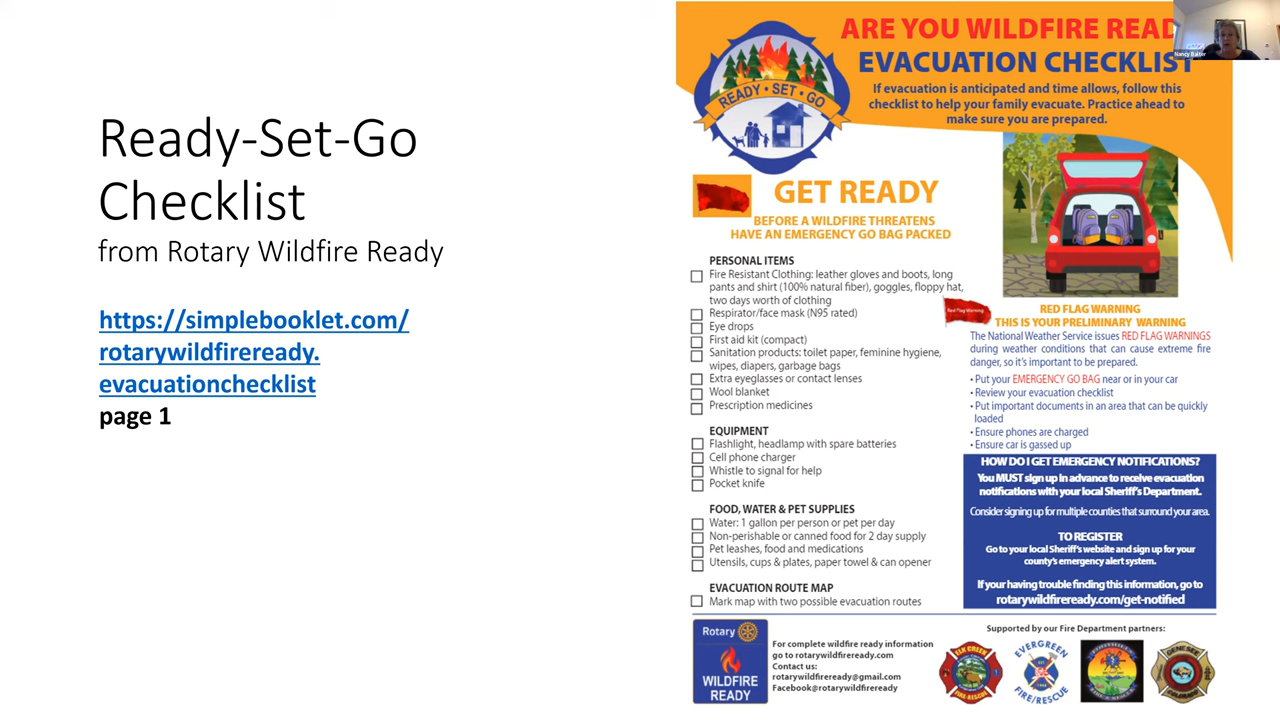 Ready-Set-Go
Checklist
from Rotary Wildfire Ready
https://simplebooklet.com/
rotarywildfireready.
evacuationchecklist
page 1
ARE YOU WILDFIRE READ
EVACUATION CHECKLIST
If evacuation is anticipated and time allows, follow this
checklist to help your family evacuate. Practice ahead to
make sure you are prepared.
READY • SET • GO
GET READY
BEFORE A WILDFIRE THREATENS
HAVE AN EMERGENCY GO BAG PACKED
PERSONAL ITEMS
Fire Resistant Clothing: leather gloves and boots, long
pants and shirt (100% natural fiber), goggles, floppy hat,
two days worth of clothing
Respirator/face mask (N95 rated)
Eye drops
First aid kit (compact)
Sanitation products: toilet paper, feminine hygiene,
wipes, diapers, garbage bags
Extra eyeglasses or contact lenses
Wool blanket
Prescription medicines
EQUIPMENT
Flashlight, headlamp with spare batteries
Cell phone charger
Whistle to signal for help
Pocket knife
FOOD, WATER & PET SUPPLIES
Water: 1 gallon per person or pet per day
Non-perishable or canned food for 2 day supply
Pet leashes, food and medications
Utensils, cups & plates, paper towel & can opener
EVACUATION ROUTE MAP
Mark map with two possible evacuation routes
Red Flag Warning
RED FLAG WARNING
THIS IS YOUR PRELIMINARY WARNING
The National Weather Service issues RED FLAG WARNINGS
during weather conditions that can cause extreme fire
danger, so it's important to be prepared.
• Put your EMERGENCY GO BAG near or in your car
• Review your evacuation checklist
• Put important documents in an area that can be quickly
loaded
• Ensure phones are charged
• Ensure car is gassed up
HOW DO I GET EMERGENCY NOTIFICATIONS?
You MUST sign up in advance to receive evacuation
notifications with your local Sheriff's Department.
Consider signing up for multiple counties that surround your area.
TO REGISTER
Go to your local Sheriff's website and sign up for your
county's emergency alert system.
If your having trouble finding this information, go to
rotarywildfireready.com/get-notified
Rotary
WILDFIRE
READY
For complete wildfire ready information
go to rotarywildfireready.com
Contact us:
rotarywildfireready@gmail.com
Facebook@rotarywildfireready
Supported by our Fire Department partners:
ELK CREEK
FIRE-RESCUE
EVERGREEN
FIRE/RESCUE
FOOTHILLS
GENESEE
COLORADO
Nancy Balter